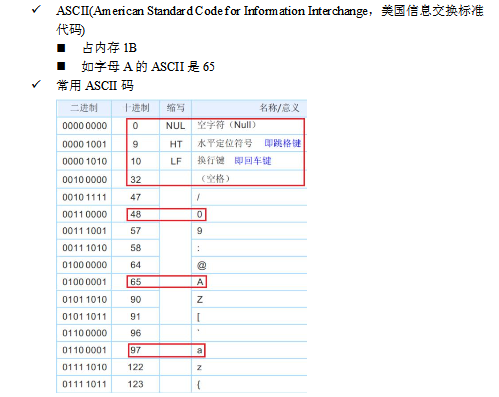 ✓ ASCII(American Standard Code for Information Interchange，美国信息交换标准
代码)
■ 占内存 1B
■ 如字母 A 的 ASCII 是 65
✓ 常用 ASCII 码
二进制 十进制 缩写 名称/意义
0000 0000 0 NUL 空字符（Null）
0000 1001 9 HT 水平定位符号 即跳格键
0000 1010 10 LF 换行键 即回车键
0010 0000 32 （空格）
0010 1111 47 /
0011 0000 48 0
0011 1001 57 9
0011 1010 58 :
0100 0000 64 @
0100 0001 65 A
0101 1010 90 Z
0101 1011 91 [
0110 0000 96 `
0110 0001 97 a
0111 1010 122 z
0111 1011 123 {